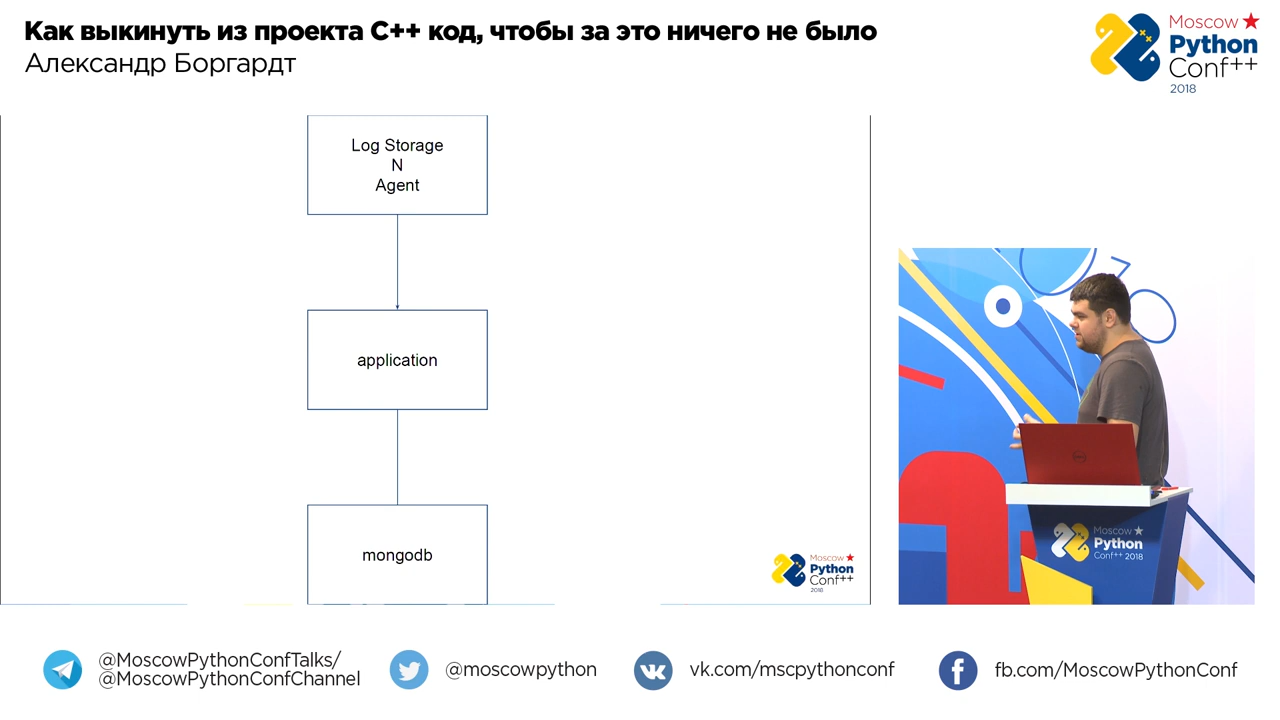 Как выкинуть из проекта C++ код, чтобы за это ничего не было
Александр Боргардт
Moscow
Python
Conf++
2018
Log Storage
N
Agent
application
mongodb
Moscow
Python
Conf++
2018
Moscow
Python
Conf++ 2018
@MoscowPythonConfTalks/
@MoscowPythonConfChannel
@moscowpython
vk.com/mscpythonconf
fb.com/MoscowPythonConf